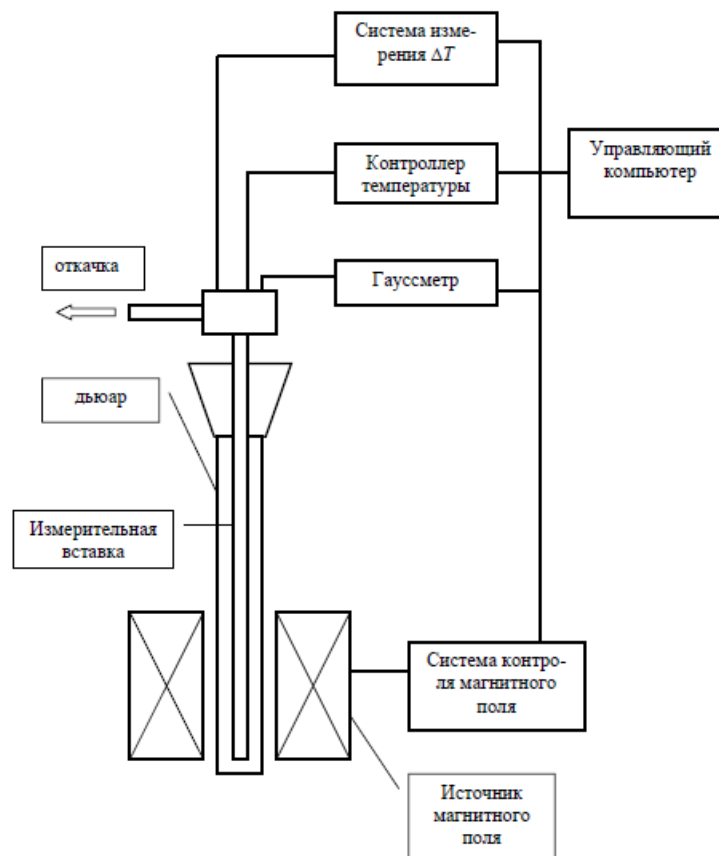 Система изме-
рения ΔT
Контроллер
температуры
Управляющий
компьютер
откачка
Гауссметр
дьюар
Измерительная
вставка
Система контро-
ля магнитного
поля
Источник
магнитного
поля